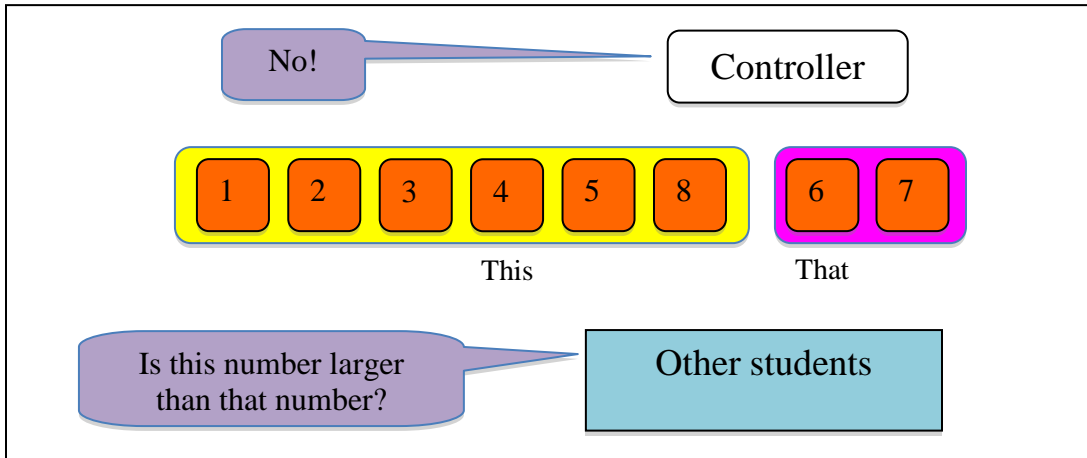 No!
Controller
1 2 3 4 5 8 6 7
This That
Is this number larger
than that number?
Other students